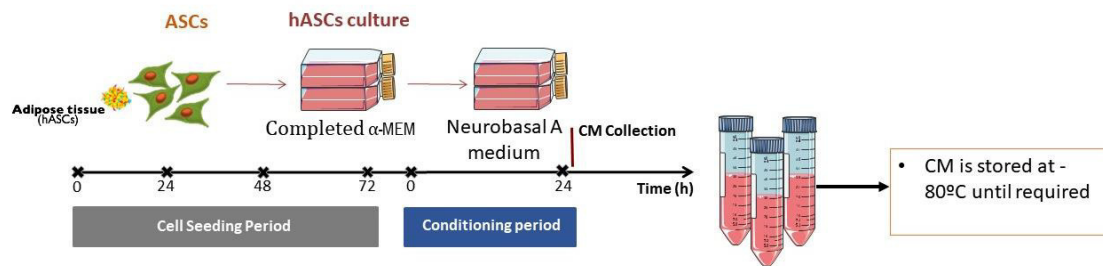 ASCs
hASCs culture
Adipose tissue
(hASCs)
Completed α-MEM
Neurobasal A
medium
CM Collection
0
24
48
72
0
24
Time (h)
Cell Seeding Period
Conditioning period
• CM is stored at -
80ºC until required